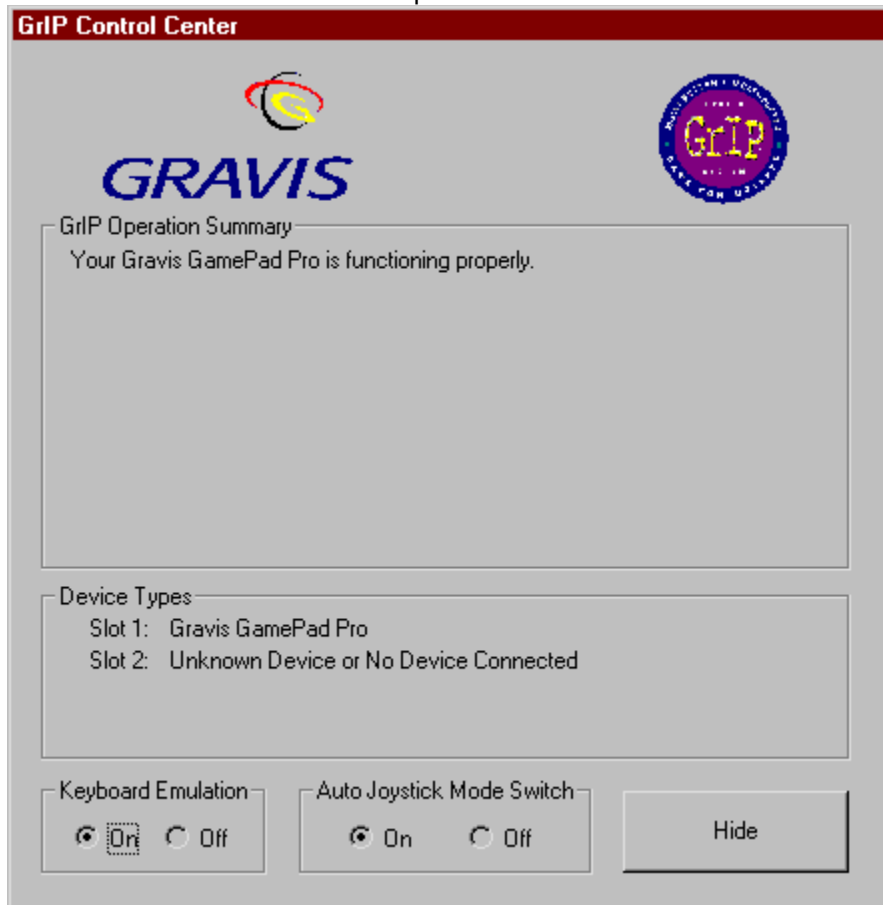 GrIP Control Center
GRAVIS
GrIP
GrIP Operation Summary
Your Gravis GamePad Pro is functioning properly.
Device Types
Slot 1: Gravis GamePad Pro
Slot 2: Unknown Device or No Device Connected
Keyboard Emulation
On Off
Auto Joystick Mode Switch
On Off
Hide